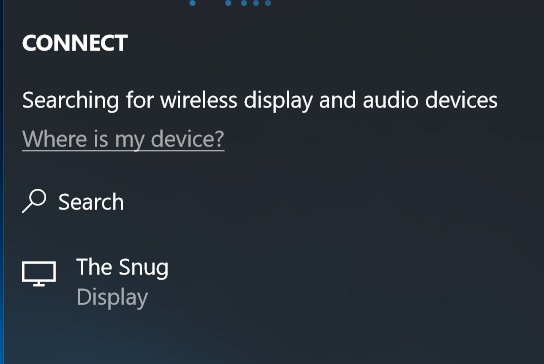 CONNECT
Searching for wireless display and audio devices
Where is my device?
Search
The Snug
Display